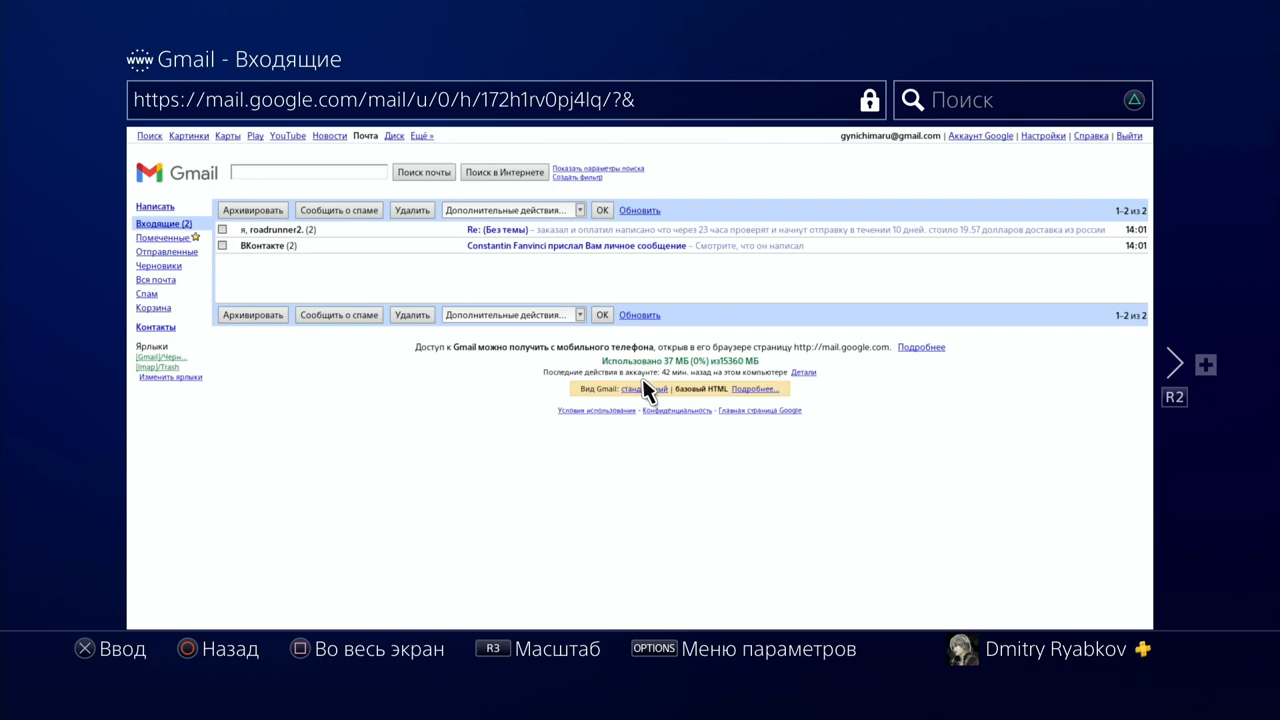 www Gmail - Входящие
https://mail.google.com/mail/u/0/h/172h1rv0pj4lq/?& Поиск
Поиск Картинки Карты Play YouTube Новости Почта Диск Ещё » gynichimaru@gmail.com | Аккаунт Google | Настройки | Справка | Выйти
Gmail Поиск почты Поиск в Интернете Показать параметры поиска
Создать фильтр
Написать
Архивировать Сообщить о спаме Удалить Дополнительные действия... OK Обновить 1-2 из 2
Входящие (2)
я, roadrunner2. (2) Re: (Без темы) - заказал и оплатил написано что через 23 часа проверят и начнут отправку в течении 10 дней. стоило 19.57 долларов доставка из россии 14:01
Помеченные
ВКонтакте (2) Constantin Fanvinci прислал Вам личное сообщение - Смотрите, что он написал 14:01
Отправленные
Черновики
Вся почта
Спам
Корзина
Архивировать Сообщить о спаме Удалить Дополнительные действия... OK Обновить 1-2 из 2
Контакты
Ярлыки
[Gmail]/Черн...
[Imap]/Trash
Изменить ярлыки
Доступ к Gmail можно получить с мобильного телефона, открыв в его браузере страницу http://mail.google.com. Подробнее
Использовано 37 МБ (0%) из15360 МБ
Последние действия в аккаунте: 42 мин. назад на этом компьютере Детали
Вид Gmail: | базовый HTML Подробнее...
Условия использования - Конфиденциальность - Главная страница Google
R2
Ввод Назад Во весь экран R3 Масштаб OPTIONS Меню параметров Dmitry Ryabkov